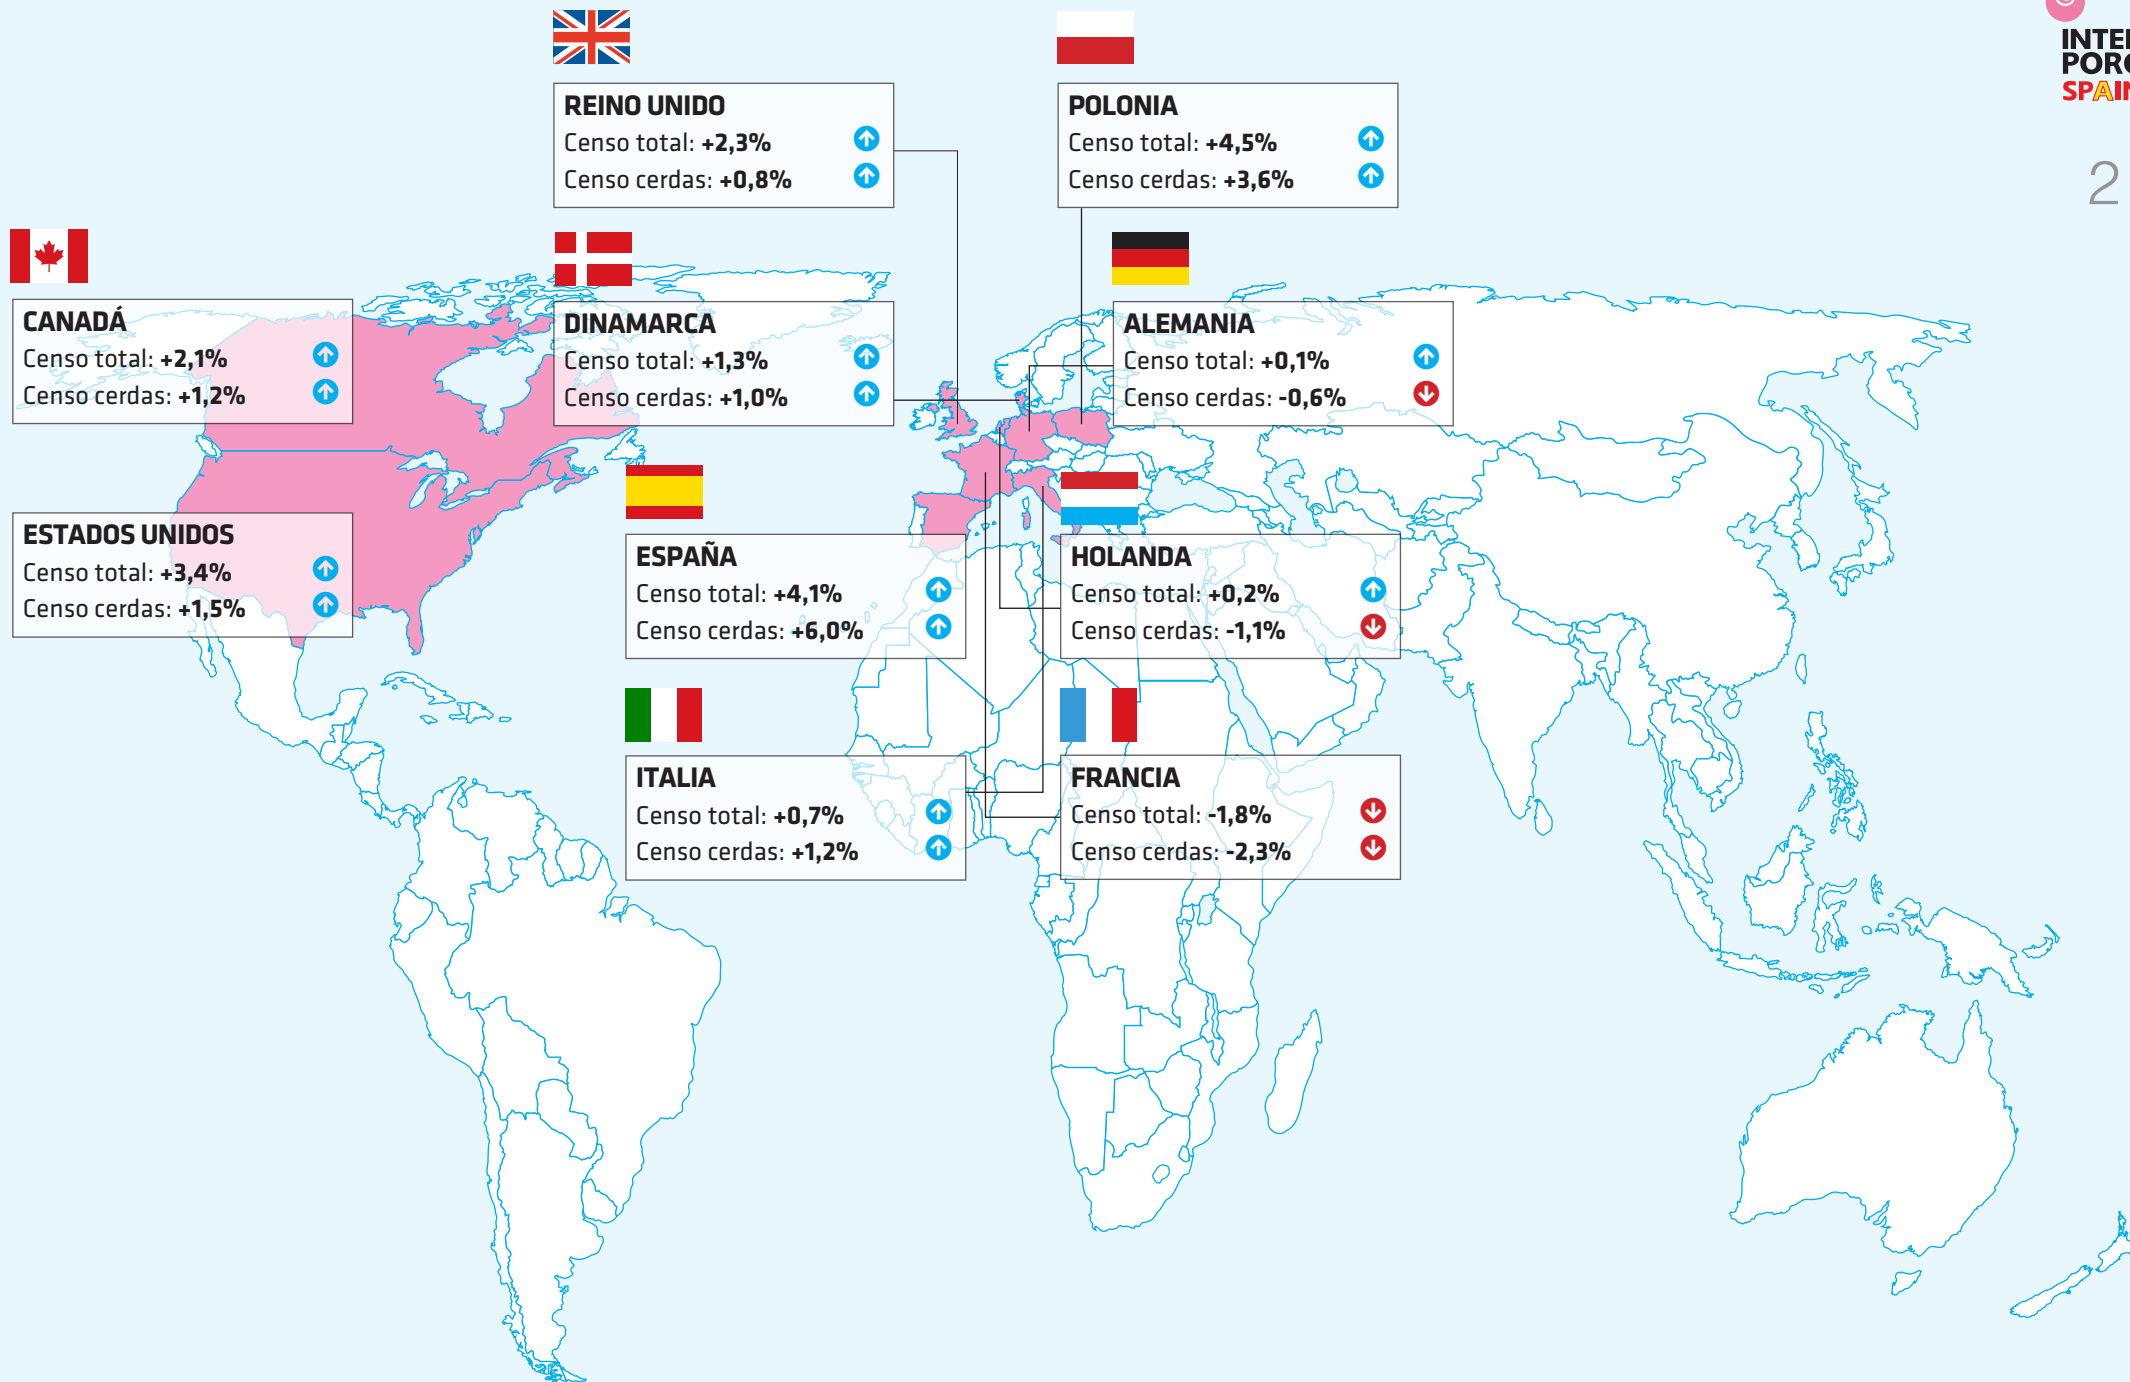 REINO UNIDO
Censo total: +2,3%
Censo cerdas: +0,8%
POLONIA
Censo total: +4,5%
Censo cerdas: +3,6%
SPAIN
2
CANADÁ
Censo total: +2,1%
Censo cerdas: +1,2%
DINAMARCA
Censo total: +1,3%
Censo cerdas: +1,0%
ALEMANIA
Censo total: +0,1%
Censo cerdas: -0,6%
ESTADOS UNIDOS
Censo total: +3,4%
Censo cerdas: +1,5%
ESPAÑA
Censo total: +4,1%
Censo cerdas: +6,0%
HOLANDA
Censo total: +0,2%
Censo cerdas: -1,1%
ITALIA
Censo total: +0,7%
Censo cerdas: +1,2%
FRANCIA
Censo total: -1,8%
Censo cerdas: -2,3%